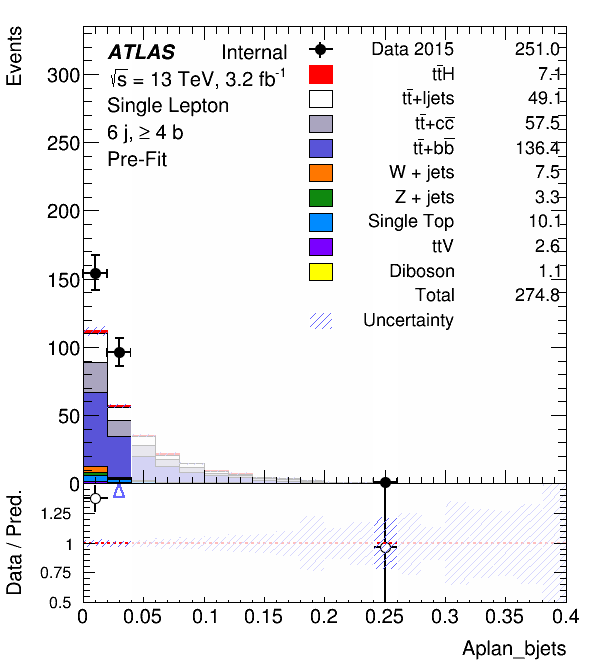 Events
ATLAS Internal
√s = 13 TeV, 3.2 fb⁻¹
Single Lepton
6 j, ≥ 4 b
Pre-Fit
Data 2015 251.0
tt̄H 7.1
tt̄+ljets 49.1
tt̄+cc̄ 57.5
tt̄+bb̄ 136.4
W + jets 7.5
Z + jets 3.3
Single Top 10.1
ttV 2.6
Diboson 1.1
Total 274.8
Uncertainty
300
250
200
150
100
50
0
Data / Pred.
1.25
1
0.75
0.5
0 0.05 0.1 0.15 0.2 0.25 0.3 0.35 0.4
Aplan_bjets